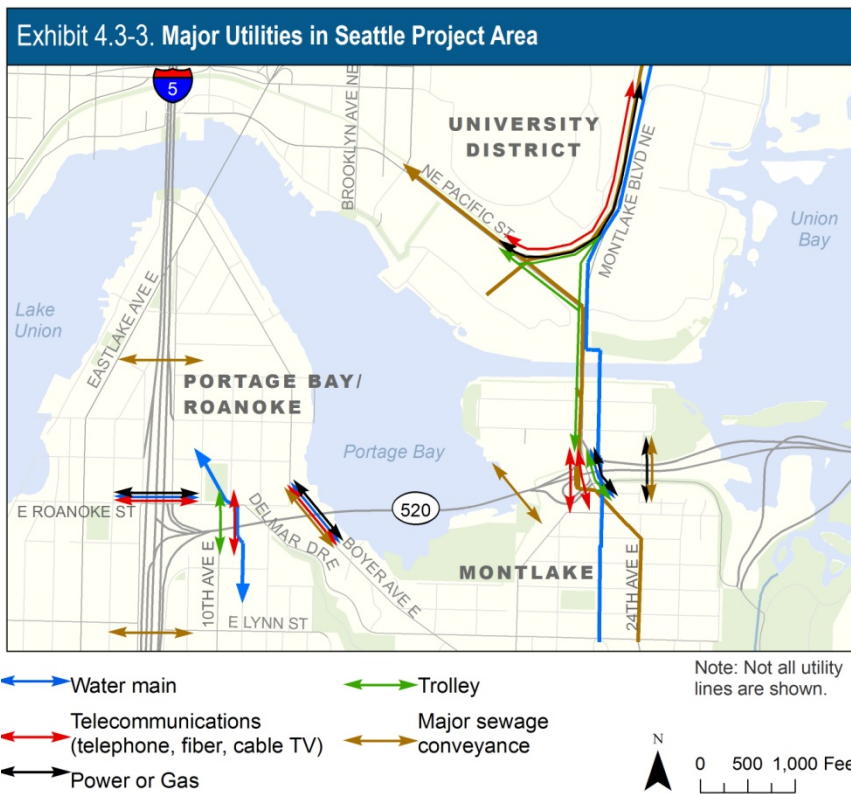 Exhibit 4.3-3. Major Utilities in Seattle Project Area
5
BROOKLYN AVE NE
UNIVERSITY
DISTRICT
NE PACIFIC ST
MONTLAKE BLVD NE
Union
Bay
Lake
Union
EASTLAKE AVE E
PORTAGE BAY/
ROANOKE
Portage Bay
E ROANOKE ST
520
DELMAR DR E
BOYER AVE E
10TH AVE E
MONTLAKE
24TH AVE E
E LYNN ST
Water main
Trolley
Note: Not all utility
lines are shown.
Telecommunications
(telephone, fiber, cable TV)
Major sewage
conveyance
Power or Gas
N
0 500 1,000 Fee